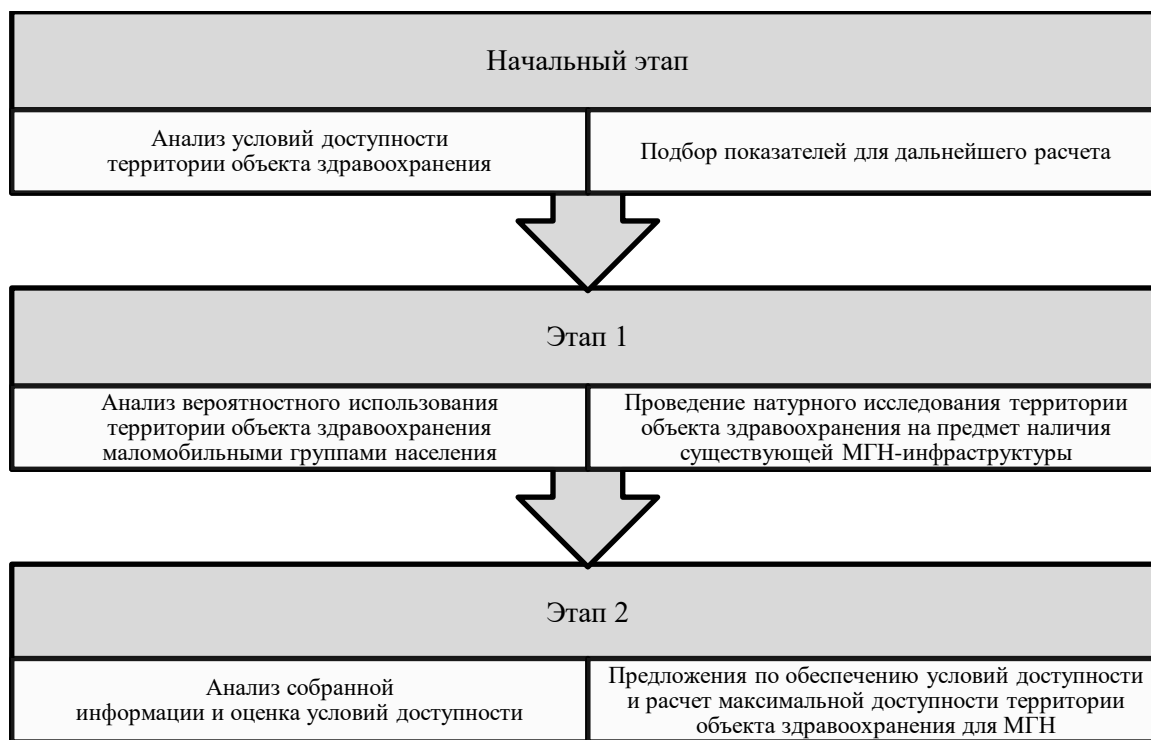 Начальный этап
Анализ условий доступности
территории объекта здравоохранения
Подбор показателей для дальнейшего расчета
Этап 1
Анализ вероятностного использования
территории объекта здравоохранения
маломобильными группами населения
Проведение натурного исследования территории
объекта здравоохранения на предмет наличия
существующей МГН-инфраструктуры
Этап 2
Анализ собранной
информации и оценка условий доступности
Предложения по обеспечению условий доступности
и расчет максимальной доступности территории
объекта здравоохранения для МГН